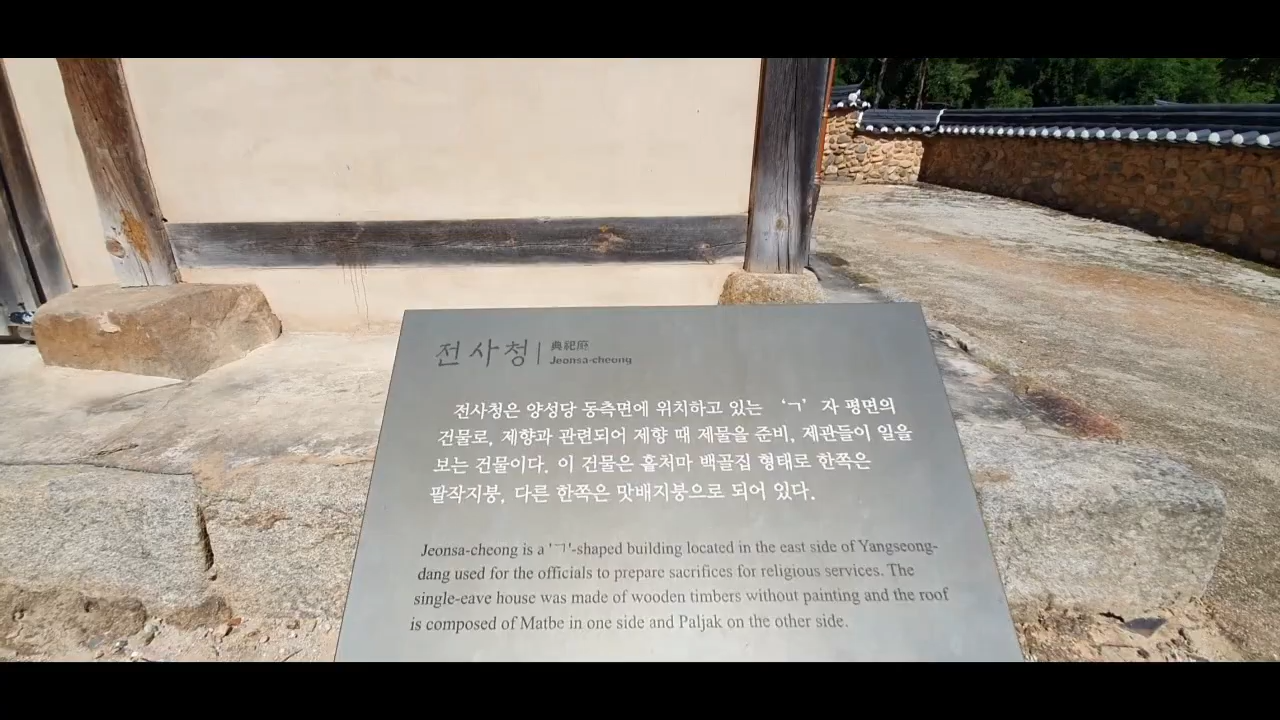 전사청 | 典祀廳
Jeonsa-cheong
전사청은 양성당 동측면에 위치하고 있는 ‘ㄱ’ 자 평면의
건물로, 제향과 관련되어 제향 때 제물을 준비, 제관들이 일을
보는 건물이다. 이 건물은 홑처마 백골집 형태로 한쪽은
팔작지붕, 다른 한쪽은 맛배지붕으로 되어 있다.
Jeonsa-cheong is a 'ㄱ'-shaped building located in the east side of Yangseong-
dang used for the officials to prepare sacrifices for religious services. The
single-eave house was made of wooden timbers without painting and the roof
is composed of Matbe in one side and Paljak on the other side.